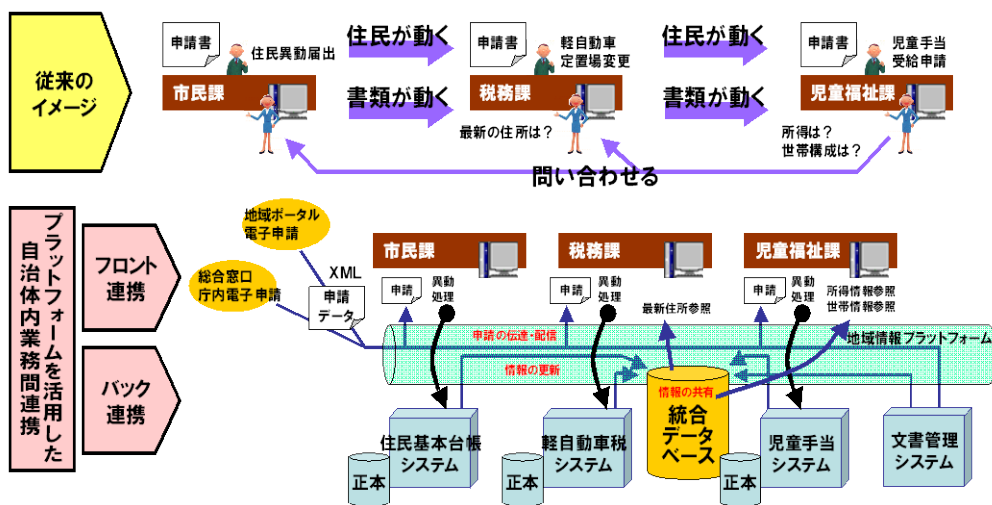 従来の
イメージ
申請書
住民異動届出
市民課
住民が動く
書類が動く
申請書
軽自動車
定置場変更
税務課
最新の住所は？
住民が動く
書類が動く
申請書
児童手当
受給申請
児童福祉課
所得は？
世帯構成は？
問い合わせる
プラットフォームを活用した
自治体内業務間連携
フロント
連携
バック
連携
地域ポータル
電子申請
総合窓口
庁内電子申請
XML
申請
データ
市民課
申請
異動
処理
税務課
申請
異動
処理
最新住所参照
児童福祉課
申請
異動
処理
所得情報参照
世帯情報参照
申請の伝達・配信
地域情報プラットフォーム
情報の更新
情報の共有
統合
データ
ベース
住民基本台帳
システム
正本
軽自動車税
システム
正本
児童手当
システム
正本
文書管理
システム